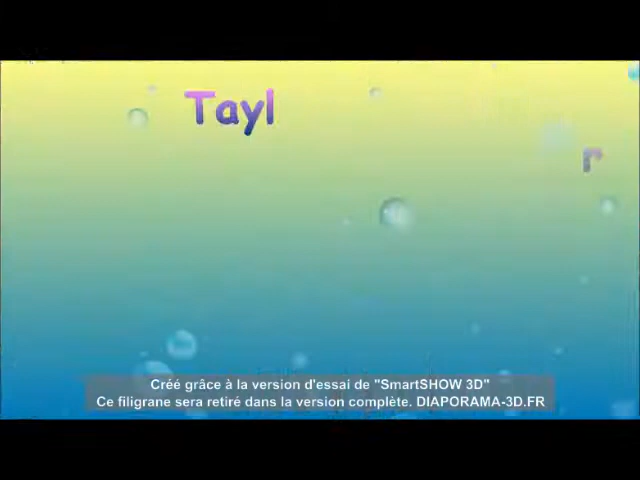 Tayl
r
Créé grâce à la version d'essai de "SmartSHOW 3D"
Ce filigrane sera retiré dans la version complète. DIAPORAMA-3D.FR